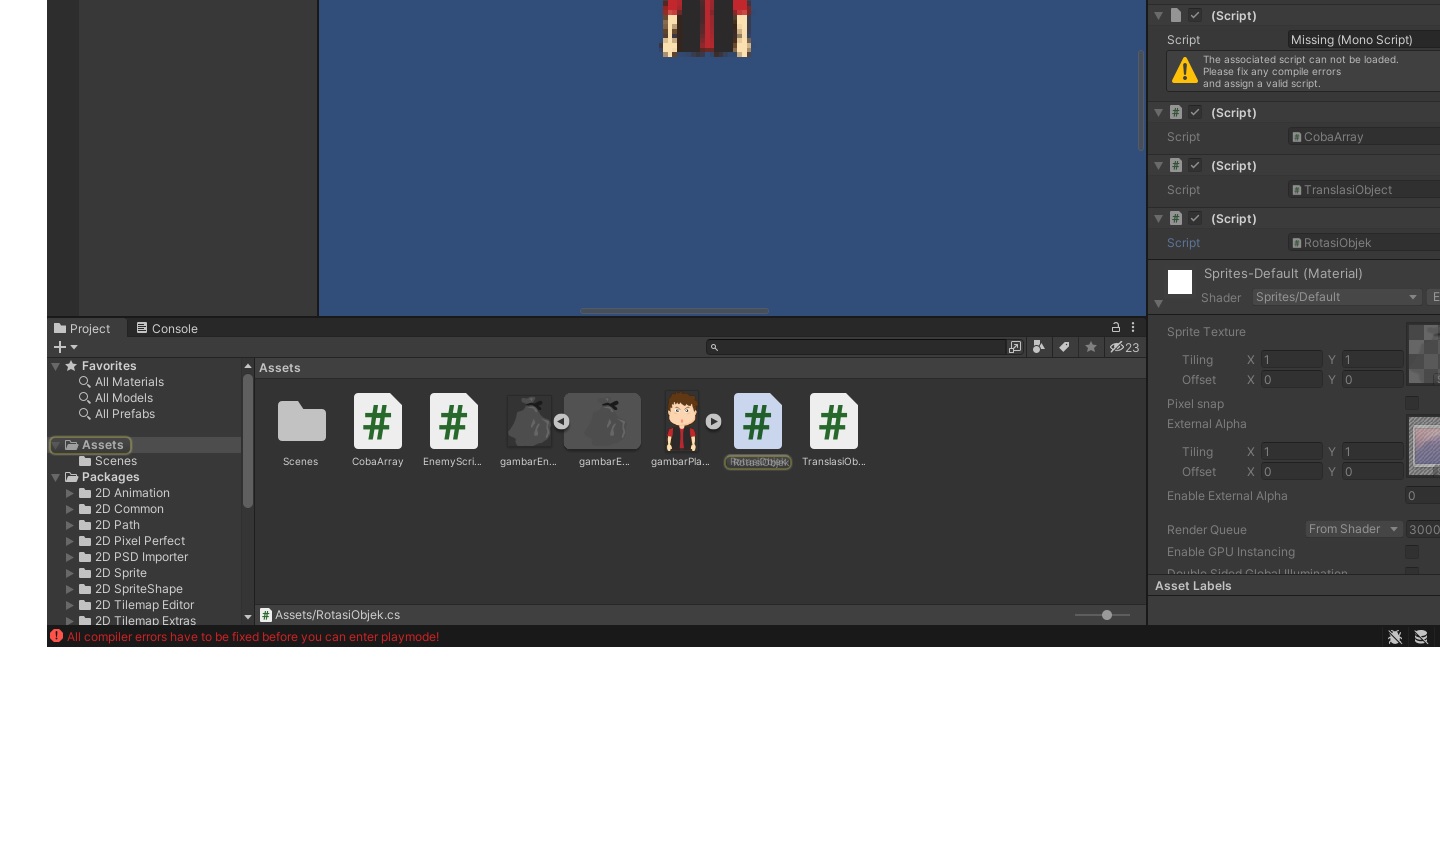 (Script)
Script Missing (Mono Script)
The associated script can not be loaded.
Please fix any compile errors
and assign a valid script.
(Script)
Script CobaArray
(Script)
Script TranslasiObject
(Script)
Script RotasiObjek
Sprites-Default (Material)
Shader Sprites/Default E
Project Console
23
Favorites
All Materials
All Models
All Prefabs
Assets
Scenes
Packages
2D Animation
2D Common
2D Path
2D Pixel Perfect
2D PSD Importer
2D Sprite
2D SpriteShape
2D Tilemap Editor
2D Tilemap Extras
Assets
Scenes CobaArray EnemyScri... gambarEn... gambarE... gambarPla... RotasiObjek TranslasiOb...
Assets/RotasiObjek.cs
Sprite Texture
Tiling X 1 Y 1
Offset X 0 Y 0
Pixel snap
External Alpha
Tiling X 1 Y 1
Offset X 0 Y 0
Enable External Alpha 0
Render Queue From Shader 3000
Enable GPU Instancing
Double Sided Global Illumination
Asset Labels
All compiler errors have to be fixed before you can enter playmode!